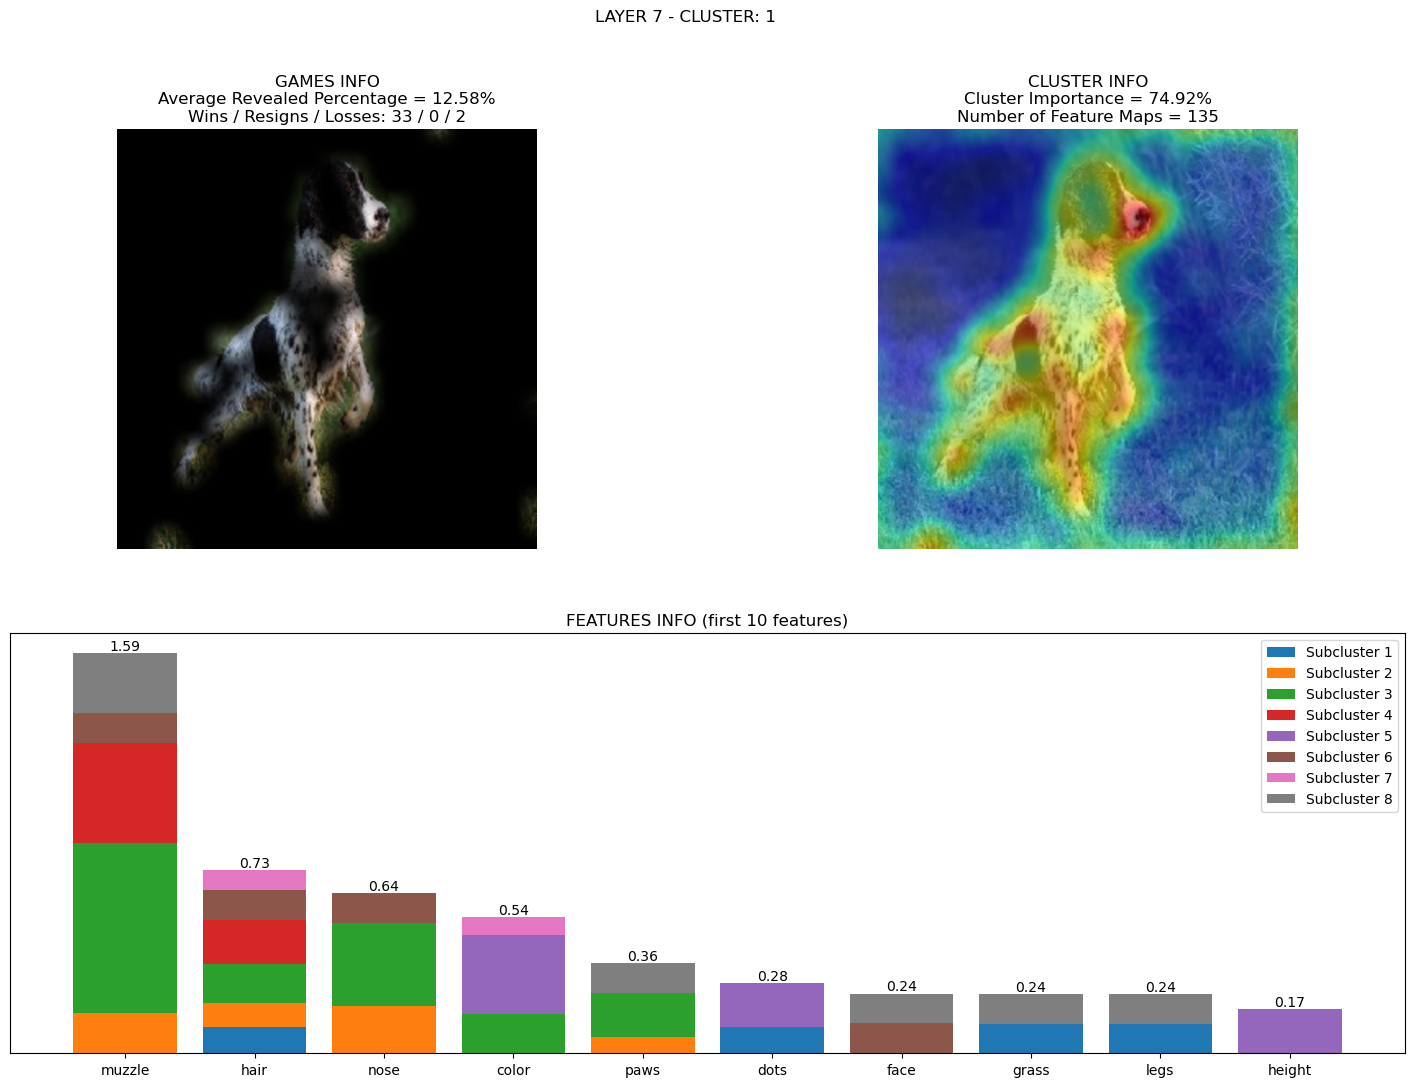 LAYER 7 - CLUSTER: 1
GAMES INFO
Average Revealed Percentage = 12.58%
Wins / Resigns / Losses: 33 / 0 / 2
CLUSTER INFO
Cluster Importance = 74.92%
Number of Feature Maps = 135
FEATURES INFO (first 10 features)
1.59
0.73
0.64
0.54
0.36
0.28
0.24
0.24
0.24
0.17
Subcluster 1
Subcluster 2
Subcluster 3
Subcluster 4
Subcluster 5
Subcluster 6
Subcluster 7
Subcluster 8
muzzle hair nose color paws dots face grass legs height